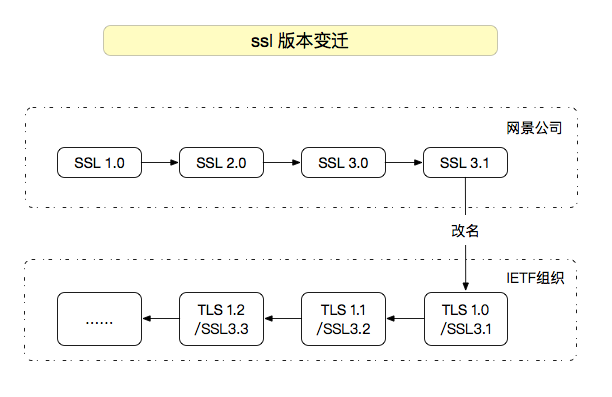 ssl 版本变迁
网景公司
SSL 1.0
SSL 2.0
SSL 3.0
SSL 3.1
改名
IETF组织
……
TLS 1.2
/SSL3.3
TLS 1.1
/SSL3.2
TLS 1.0
/SSL3.1